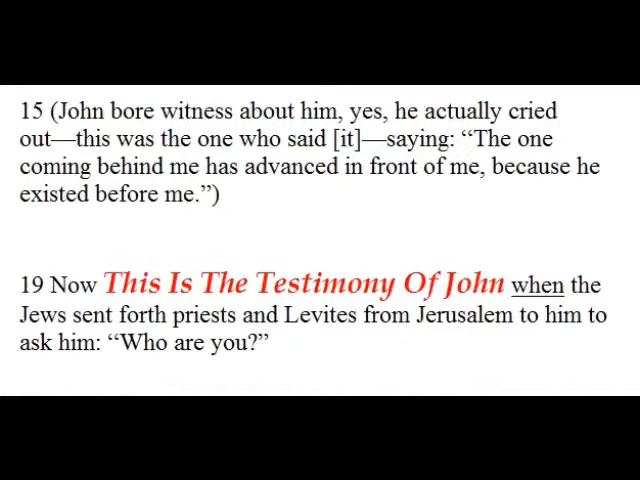 15 (John bore witness about him, yes, he actually cried
out—this was the one who said [it]—saying: “The one
coming behind me has advanced in front of me, because he
existed before me.”)
19 Now This Is The Testimony Of John when the
Jews sent forth priests and Levites from Jerusalem to him to
ask him: “Who are you?”